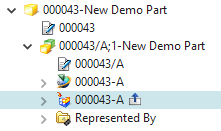 000043-New Demo Part
000043
000043/A;1-New Demo Part
000043/A
000043-A
000043-A
Represented By